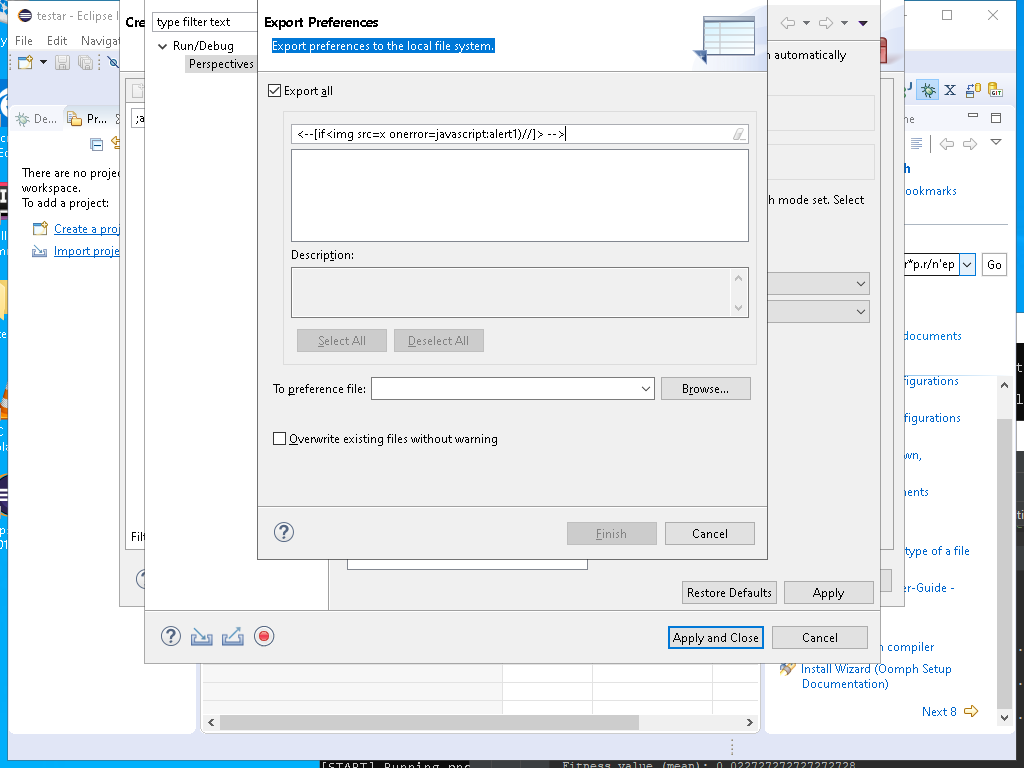 testar - Eclipse I
Cre
type filter text
Export Preferences
File
Edit
Navigat
Run/Debug
Perspectives
Export preferences to the local file system.
n automatically
Export all
X
GIT
De...
Pr...
;a
<--[if<img src=x onerror=javascript:alert1)//]> -->
ne
There are no projec
workspace.
To add a project:
h
ookmarks
h mode set. Select
Create a proj
Import proje
Description:
r*p.r/n'ep
Go
Select All
Deselect All
ocuments
To preference file:
Browse...
igurations
figurations
Overwrite existing files without warning
wn,
ents
Filt
Finish
Cancel
type of a file
er-Guide -
Restore Defaults
Apply
Apply and Close
Cancel
n compiler
Install Wizard (Oomph Setup
Documentation)
Next 8
[START] Running
Fitness value (mean): 0.022727272727272728